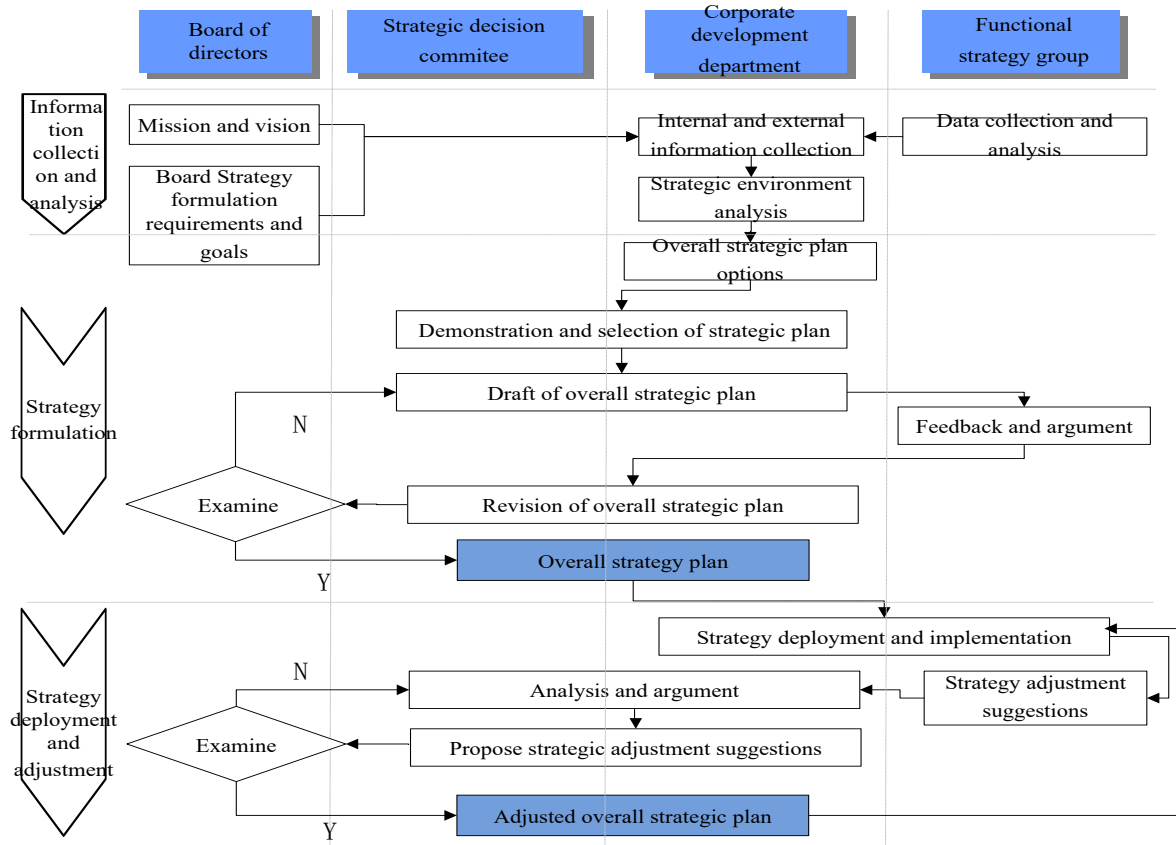 Board of
directors
Strategic decision
commitee
Corporate
development
department
Functional
strategy group
Informa
tion
collecti
on and
analysis
Mission and vision
Board Strategy
formulation
requirements and
goals
Internal and external
information collection
Data collection and
analysis
Strategic environment
analysis
Overall strategic plan
options
Demonstration and selection of strategic plan
Strategy
formulation
Draft of overall strategic plan
N
Feedback and argument
Examine
Revision of overall strategic plan
Y
Overall strategy plan
Strategy
deployment
and
adjustment
Strategy deployment and implementation
N
Analysis and argument
Strategy adjustment
suggestions
Examine
Propose strategic adjustment suggestions
Y
Adjusted overall strategic plan